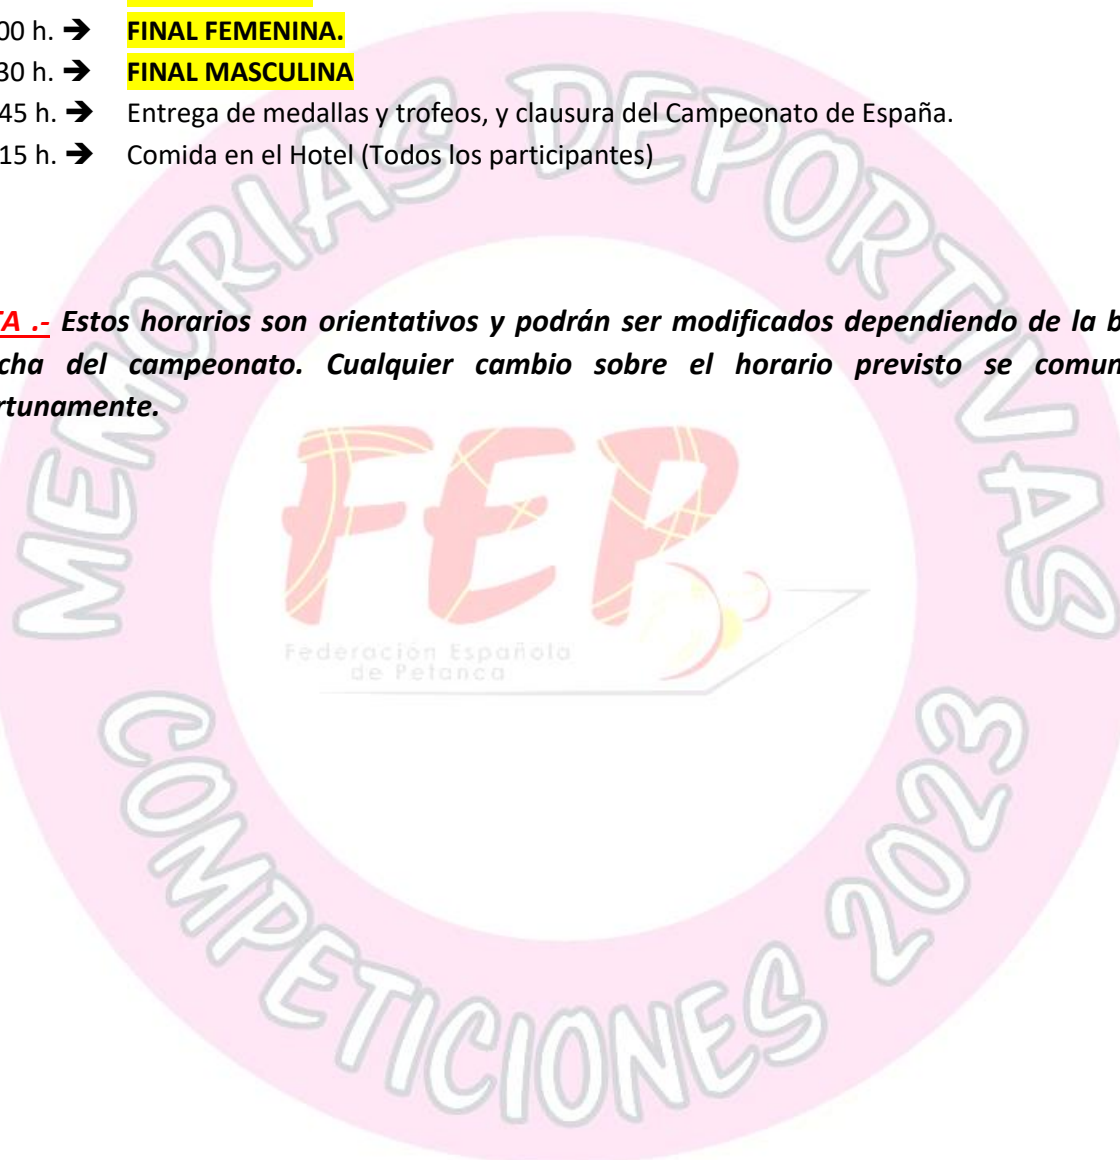 00 h. ➔ FINAL FEMENINA.
30 h. ➔ FINAL MASCULINA
45 h. ➔ Entrega de medallas y trofeos, y clausura del Campeonato de España.
15 h. ➔ Comida en el Hotel (Todos los participantes)
TA .- Estos horarios son orientativos y podrán ser modificados dependiendo de la b
cha del campeonato. Cualquier cambio sobre el horario previsto se comun
rtunamente.
MEMORIAS DEPORTIVAS
FEP
Federación Española
de Petanca
COMPETICIONES 2023